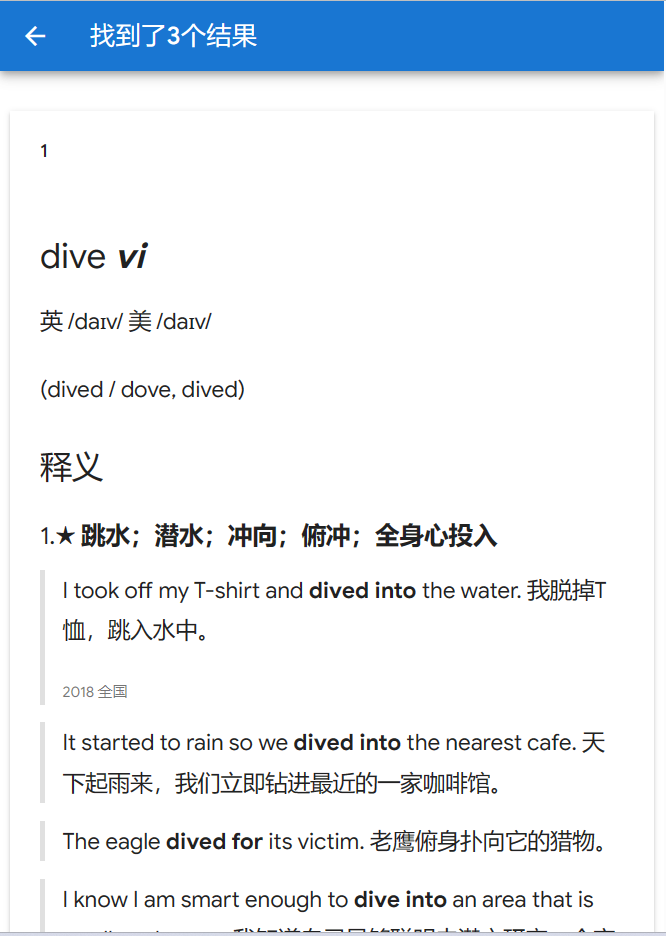 找到了3个结果
1
dive vi
英 /daɪv/ 美 /daɪv/
(dived / dove, dived)
释义
1.★ 跳水；潜水；冲向；俯冲；全身心投入
I took off my T-shirt and dived into the water. 我脱掉T
恤，跳入水中。
2018 全国
It started to rain so we dived into the nearest cafe. 天
下起雨来，我们立即钻进最近的一家咖啡馆。
The eagle dived for its victim. 老鹰俯身扑向它的猎物。
I know I am smart enough to dive into an area that is